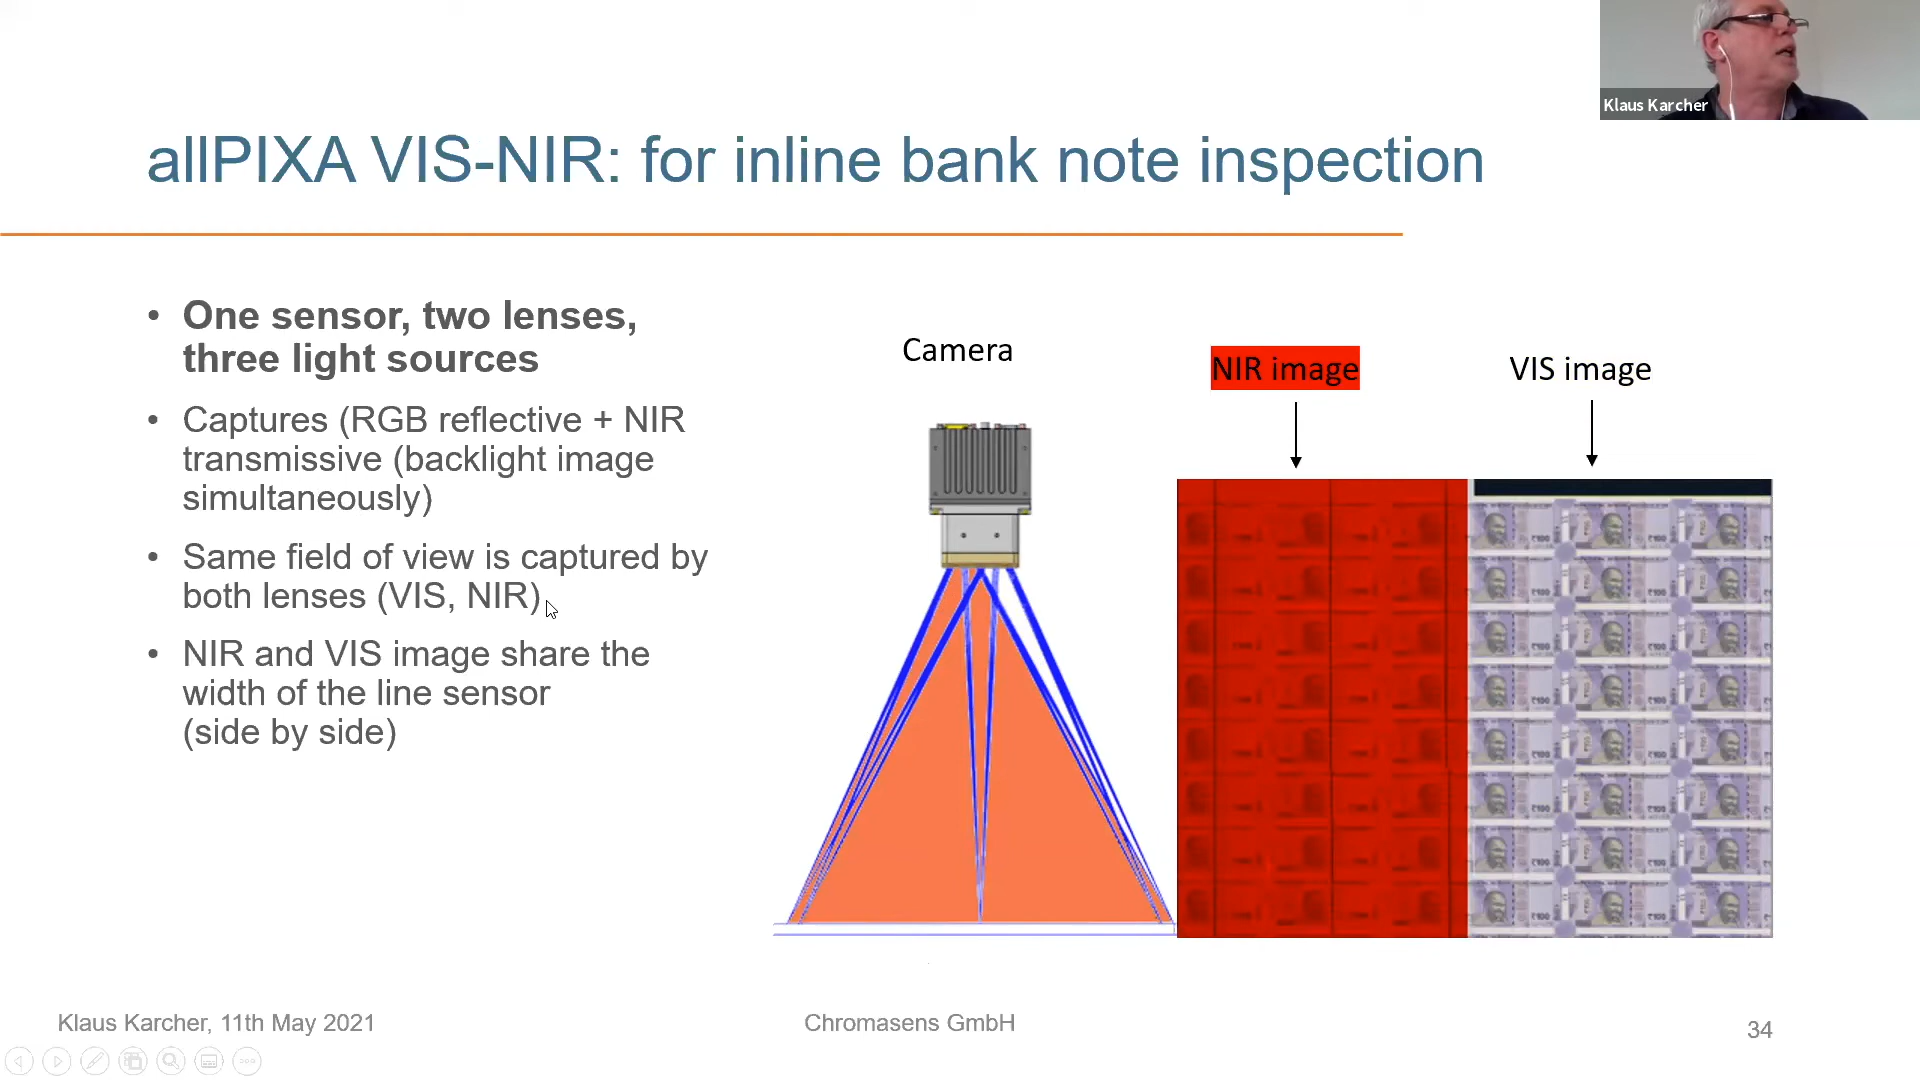 Klaus Karcher
allPIXA VIS-NIR: for inline bank note inspection
• One sensor, two lenses,
three light sources
• Captures (RGB reflective + NIR
transmissive (backlight image
simultaneously)
• Same field of view is captured by
both lenses (VIS, NIR)
• NIR and VIS image share the
width of the line sensor
(side by side)
Camera
NIR image
VIS image
Klaus Karcher, 11th May 2021
Chromasens GmbH
34